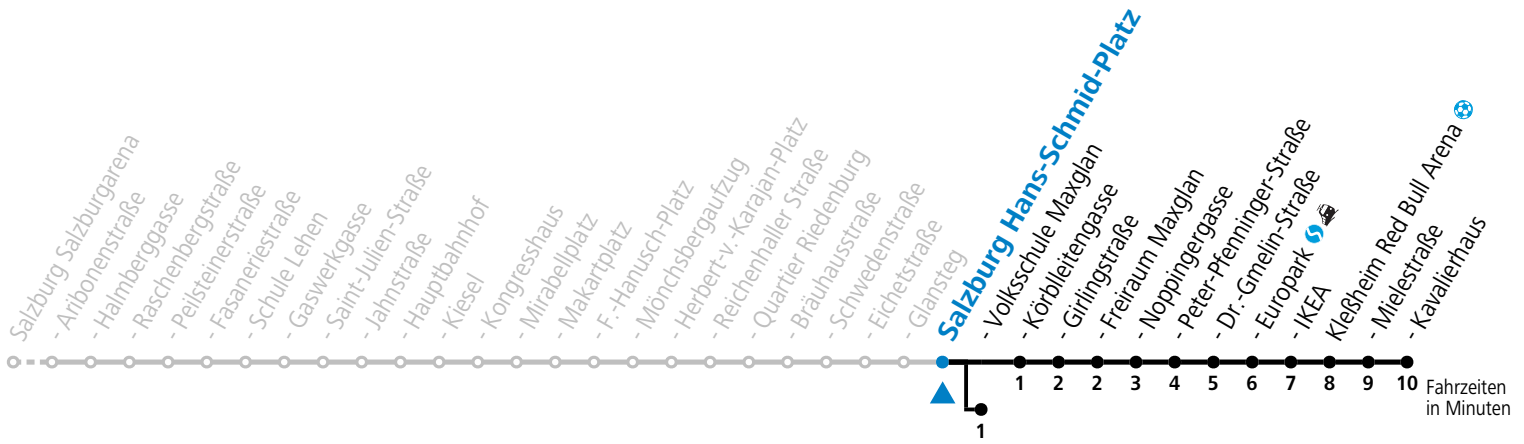 Salzburg Salzburgarena
- Aribonenstraße
- Halmberggasse
- Raschenbergstraße
- Peilsteinerstraße
- Fasaneriestraße
Schule Lehen
- Gaswerkgasse
- Saint-Julien-Straße
- Jahnstraße
- Hauptbahnhof
- Kiesel
- Kongresshaus
- Mirabellplatz
- Makartplatz
- F.-Hanusch-Platz
- Mönchsbergaufzug
- Herbert-v.-Karajan-Platz
- Reichenhaller Straße
- Quartier Riedenburg
- Bräuhausstraße
- Schwedenstraße
- Eichetstraße
- Glansteg
Salzburg Hans-Schmid-Platz
- Volksschule Maxglan
- Körbleitengasse
- Girlingstraße
- Freiraum Maxglan
- Noppingergasse
- Peter-Pfenninger-Straße
- Dr.-Gmelin-Straße
- Europark
- IKEA
Kleßheim Red Bull Arena
- Mielestraße
- Kavalierhaus
1 2 2 3 4 5 6 7 8 9 10
Fahrzeiten
in Minuten
1